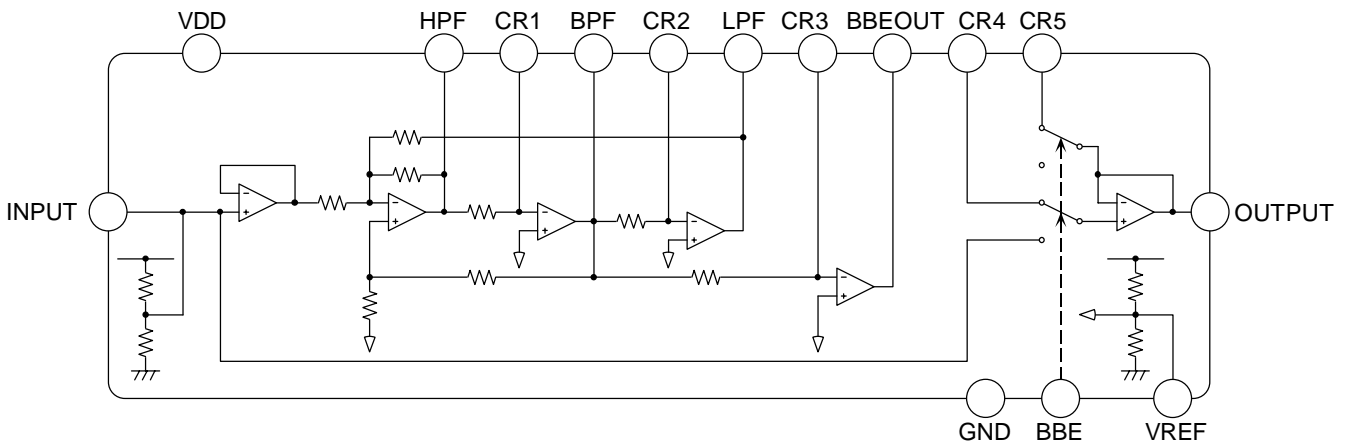 VDD
HPF
CR1
BPF
CR2
LPF
CR3
BBEOUT
CR4
CR5
INPUT
OUTPUT
GND
BBE
VREF
-
+
-
+
-
+
-
+
-
+
-
+